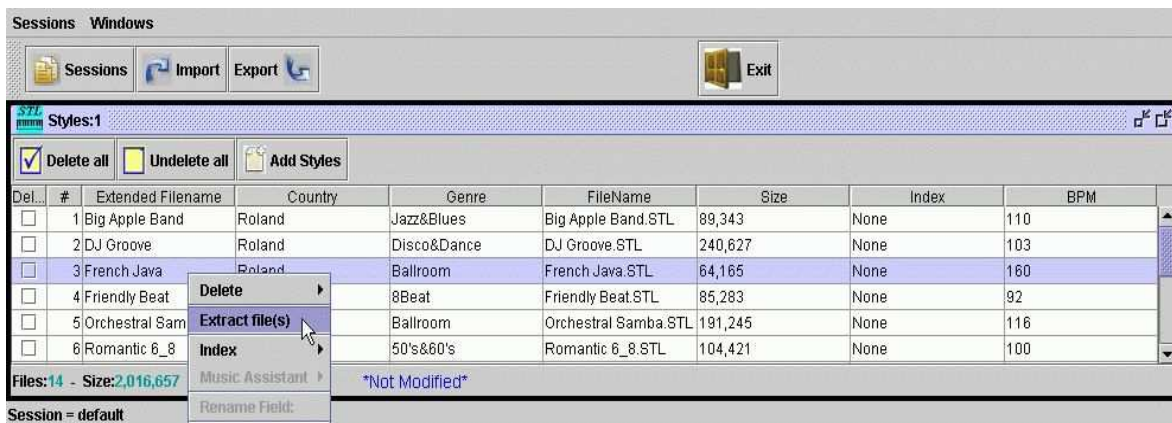 Sessions Windows
Sessions Import Export Exit
STL Styles:1
Delete all Undelete all Add Styles
Del... # Extended Filename Country Genre FileName Size Index BPM
1 Big Apple Band Roland Jazz&Blues Big Apple Band.STL 89,343 None 110
2 DJ Groove Roland Disco&Dance DJ Groove.STL 240,627 None 103
3 French Java Roland Ballroom French Java.STL 64,165 None 160
4 Friendly Beat 8Beat Friendly Beat.STL 85,283 None 92
5 Orchestral Sam Ballroom Orchestral Samba.STL 191,245 None 116
6 Romantic 6_8 50's&60's Romantic 6_8.STL 104,421 None 100
Delete
Extract file(s)
Index
Music Assistant
Rename Field:
Files:14 - Size:2,016,657 *Not Modified*
Session = default